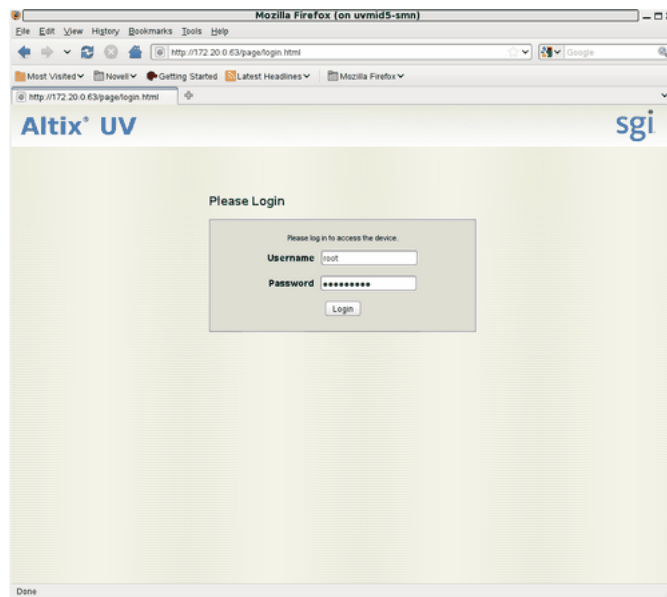 Mozilla Firefox (on uvmid5-smn)
File Edit View History Bookmarks Tools Help
http://172.20.0.63/page/login.html
Google
Most Visited Novell Getting Started Latest Headlines Mozilla Firefox
http://172.20.0.63/page/login.html
Altix® UV
sgi
Please Login
Please log in to access the device.
Username root
Password •••••••••
Login
Done